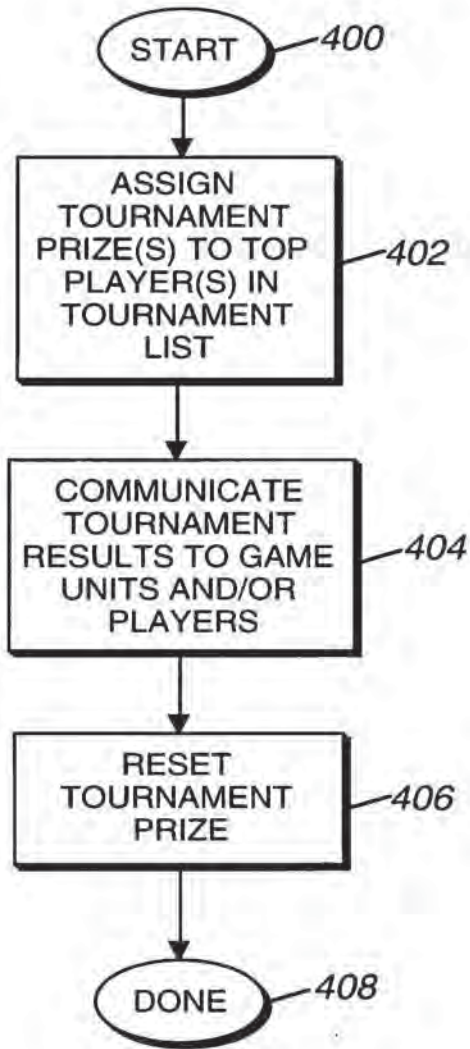 START
400
ASSIGN
TOURNAMENT
PRIZE(S) TO TOP
PLAYER(S) IN
TOURNAMENT
LIST
402
COMMUNICATE
TOURNAMENT
RESULTS TO GAME
UNITS AND/OR
PLAYERS
404
RESET
TOURNAMENT
PRIZE
406
DONE
408